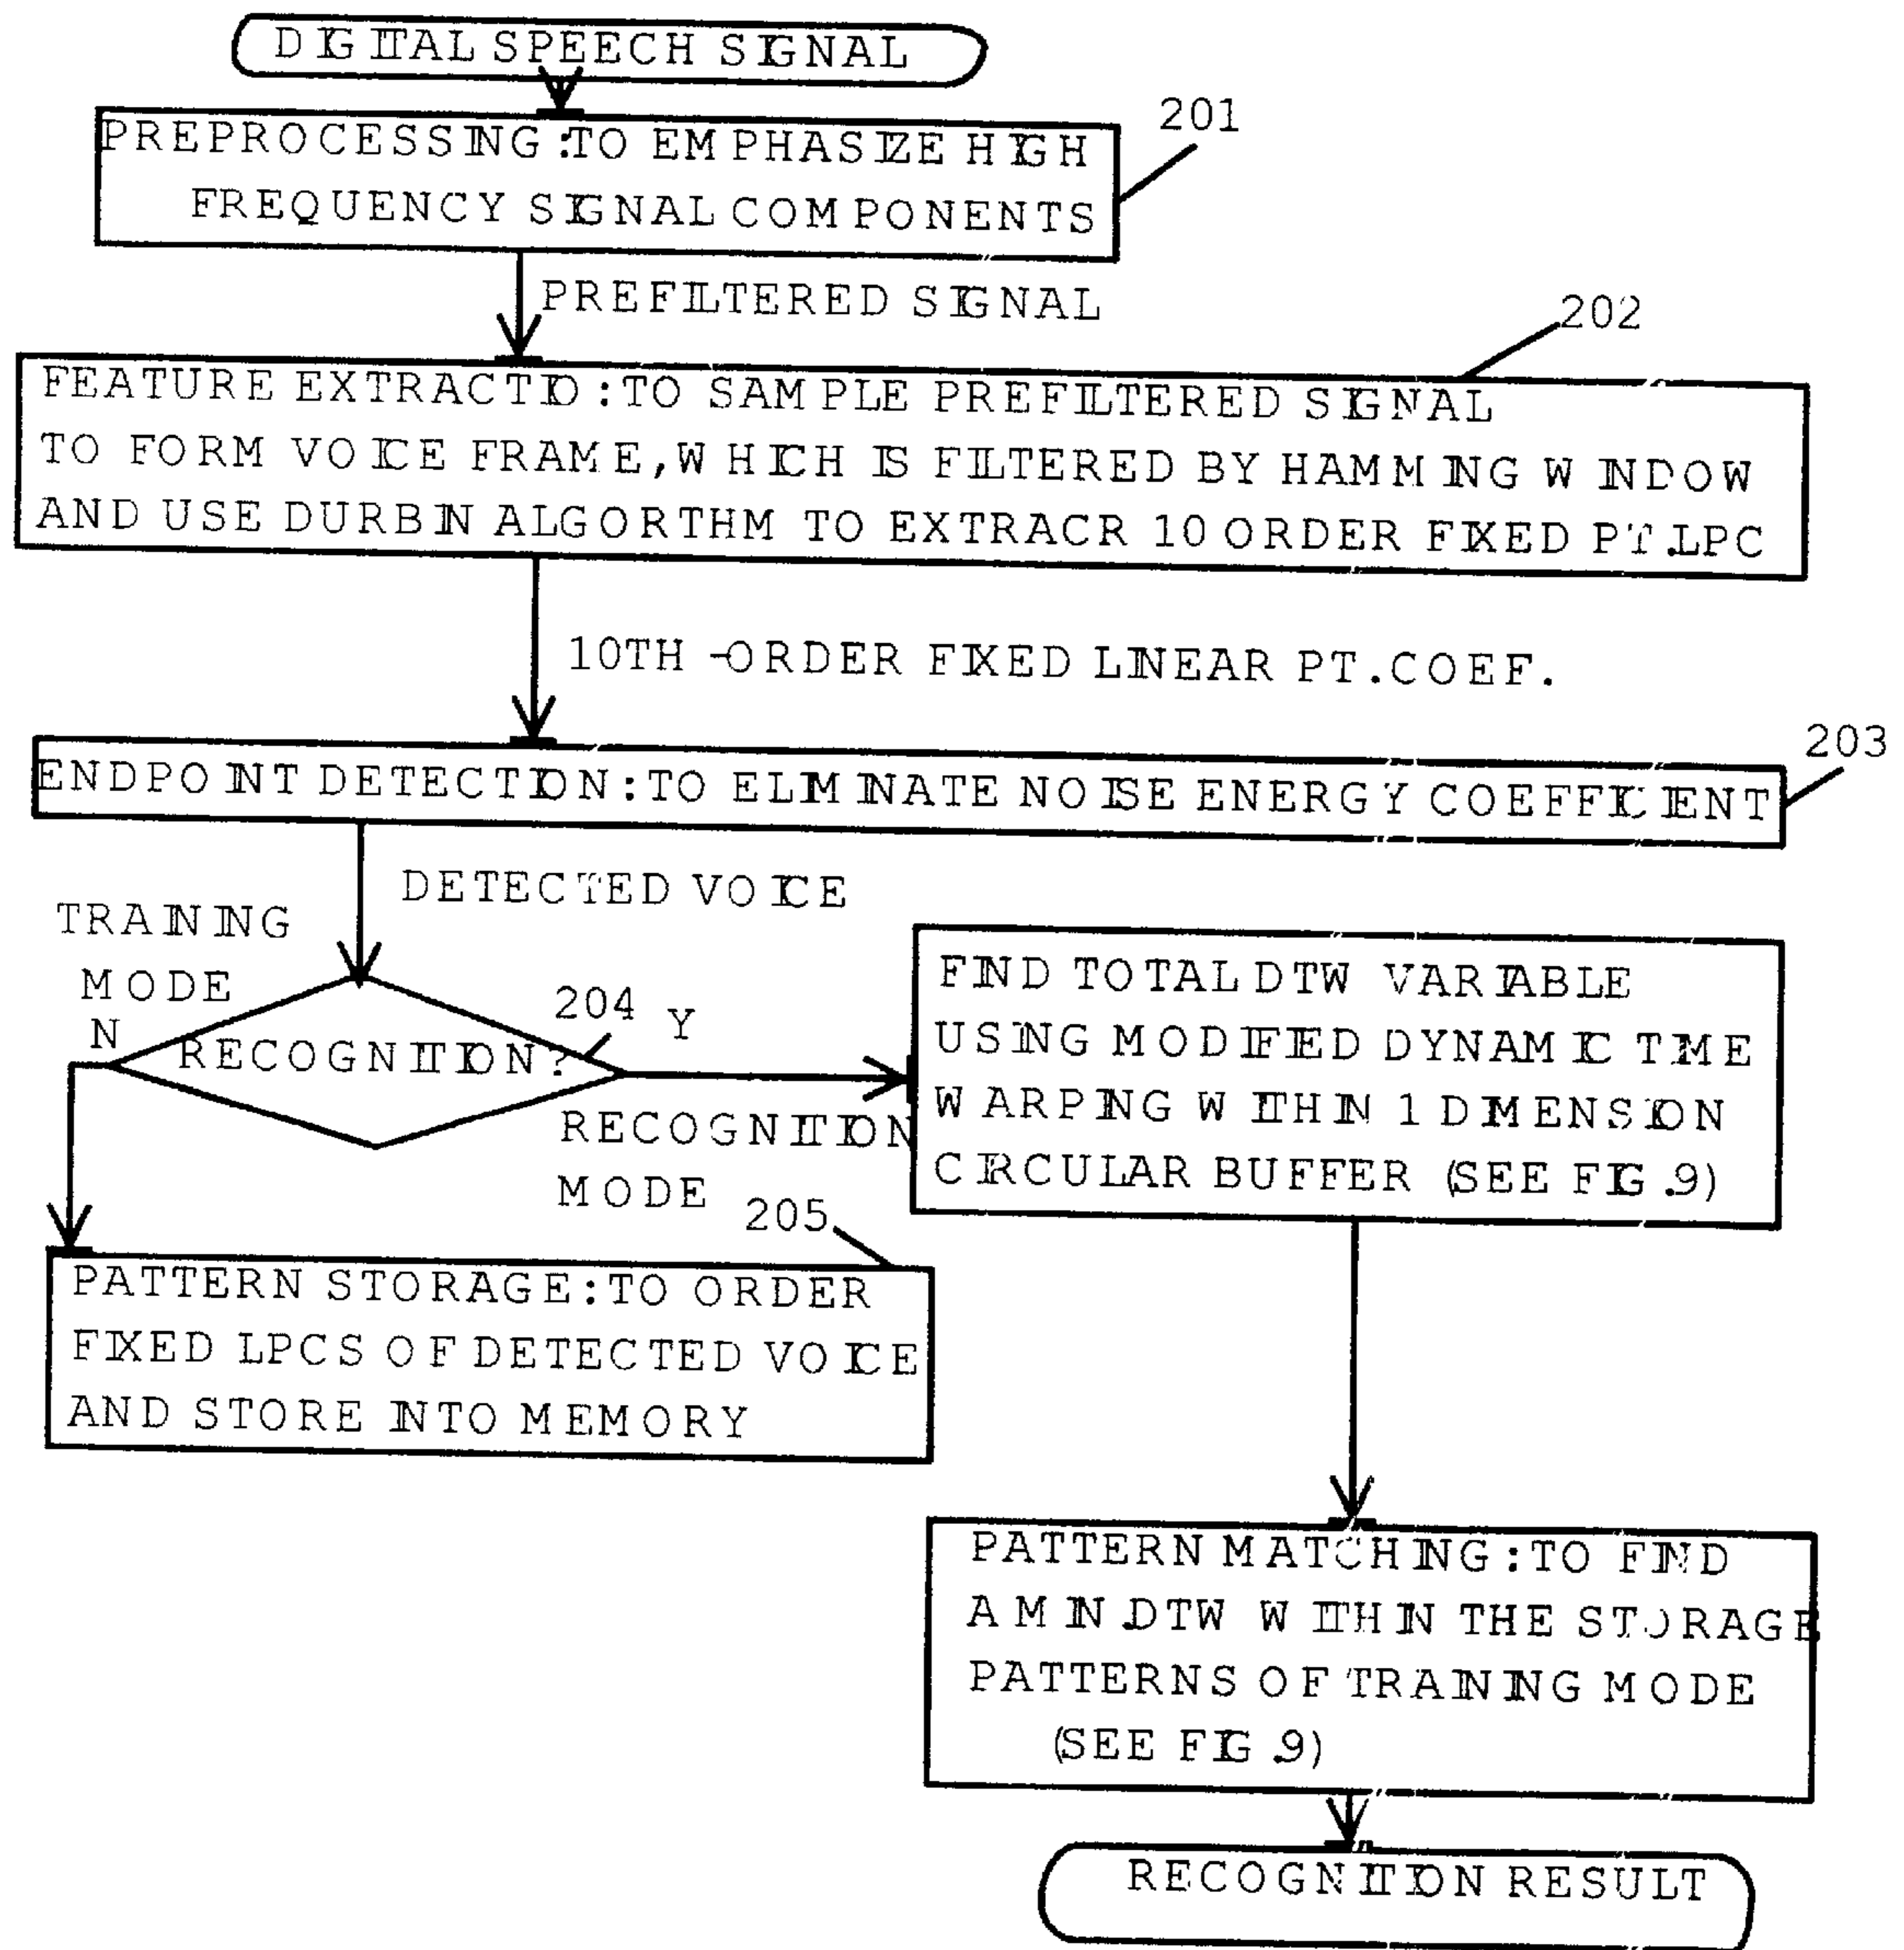 DIGITAL SPEECH SIGNAL
201
PREPROCESSING:TO EMPHASIZE HIGH
FREQUENCY SIGNAL COMPONENTS
PREFILTERED SIGNAL
202
FEATURE EXTRACTIO:TO SAMPLE PREFILTERED SIGNAL
TO FORM VOICE FRAME,WHICH IS FILTERED BY HAMMING WINDOW
AND USE DURBIN ALGORTHM TO EXTRACR 10 ORDER FIXED PT.LPC
10TH-ORDER FIXED LINEAR PT.COEF.
203
ENDPOINT DETECTION:TO ELIMINATE NOISE ENERGY COEFFICIENT
DETECTED VOICE
TRAINING
MODE
N
RECOGNITION?
204
Y
RECOGNITION
MODE
FIND TOTAL DTW VARIABLE
USING MODIFIED DYNAMIC TIME
WARPING WITHIN 1 DIMENSION
CIRCULAR BUFFER (SEE FIG.9)
205
PATTERN STORAGE:TO ORDER
FIXED LPCS OF DETECTED VOICE
AND STORE INTO MEMORY
PATTERN MATCHING:TO FIND
A MIN.DTW WITHIN THE STORAGE
PATTERNS OF TRAINING MODE
(SEE FIG.9)
RECOGNITION RESULT